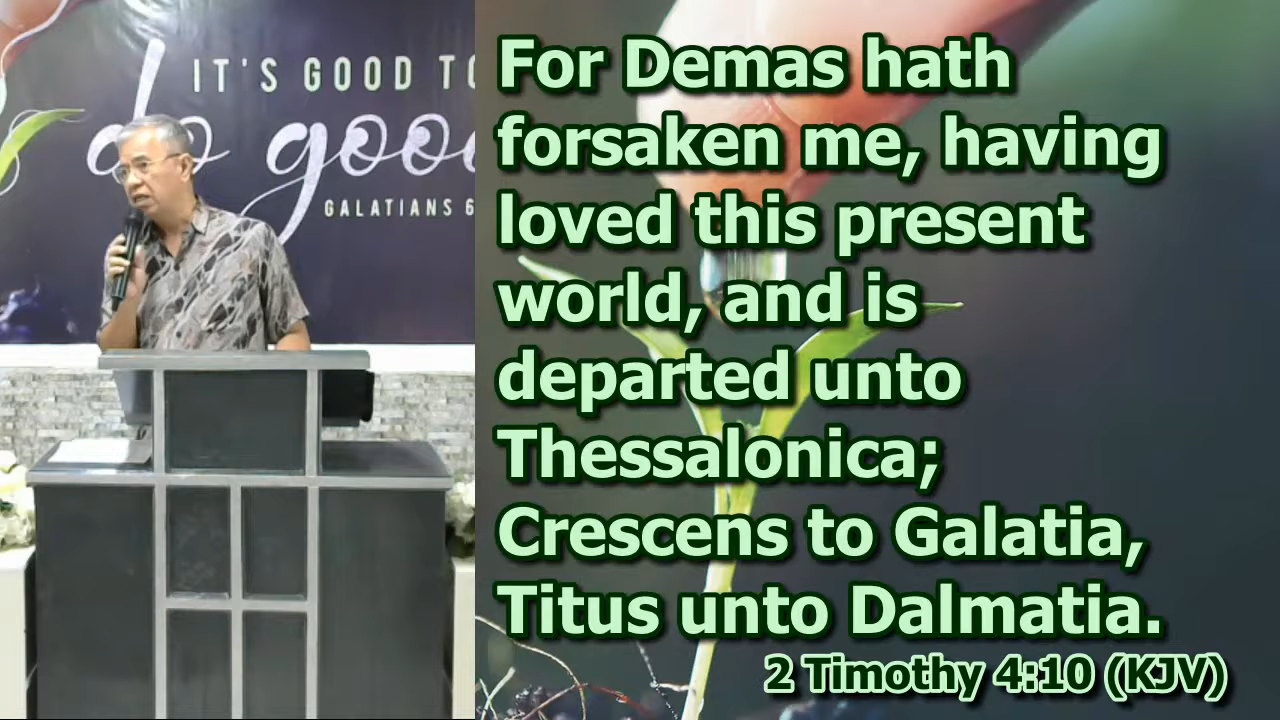 IT'S GOOD TO
do good
GALATIANS 6
For Demas hath
forsaken me, having
loved this present
world, and is
departed unto
Thessalonica;
Crescens to Galatia,
Titus unto Dalmatia.
2 Timothy 4:10 (KJV)